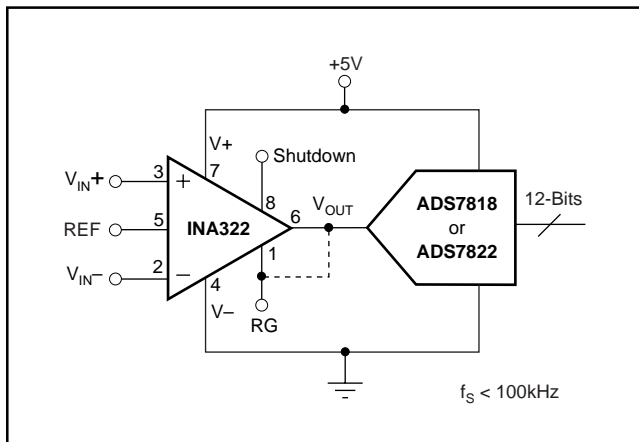 +5V
V+
7
Shutdown
VIN+
3
+
8
REF
5
INA322
6
VOUT
1
VIN–
2
–
4
V–
RG
ADS7818
or
ADS7822
12-Bits
fS < 100kHz